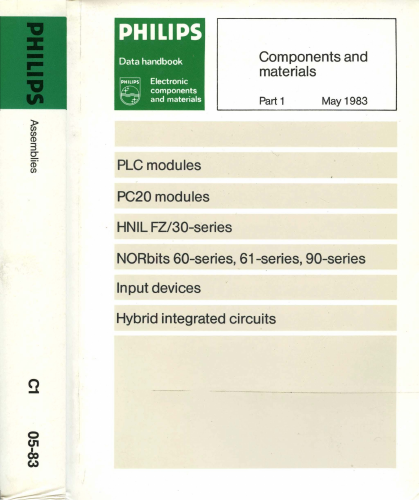 PHILIPS
Assemblies
C1 05-83
PHILIPS
Data handbook
PHILIPS
Electronic
components
and materials
Components and
materials
Part 1 May 1983
PLC modules
PC20 modules
HNIL FZ/30-series
NORbits 60-series, 61-series, 90-series
Input devices
Hybrid integrated circuits